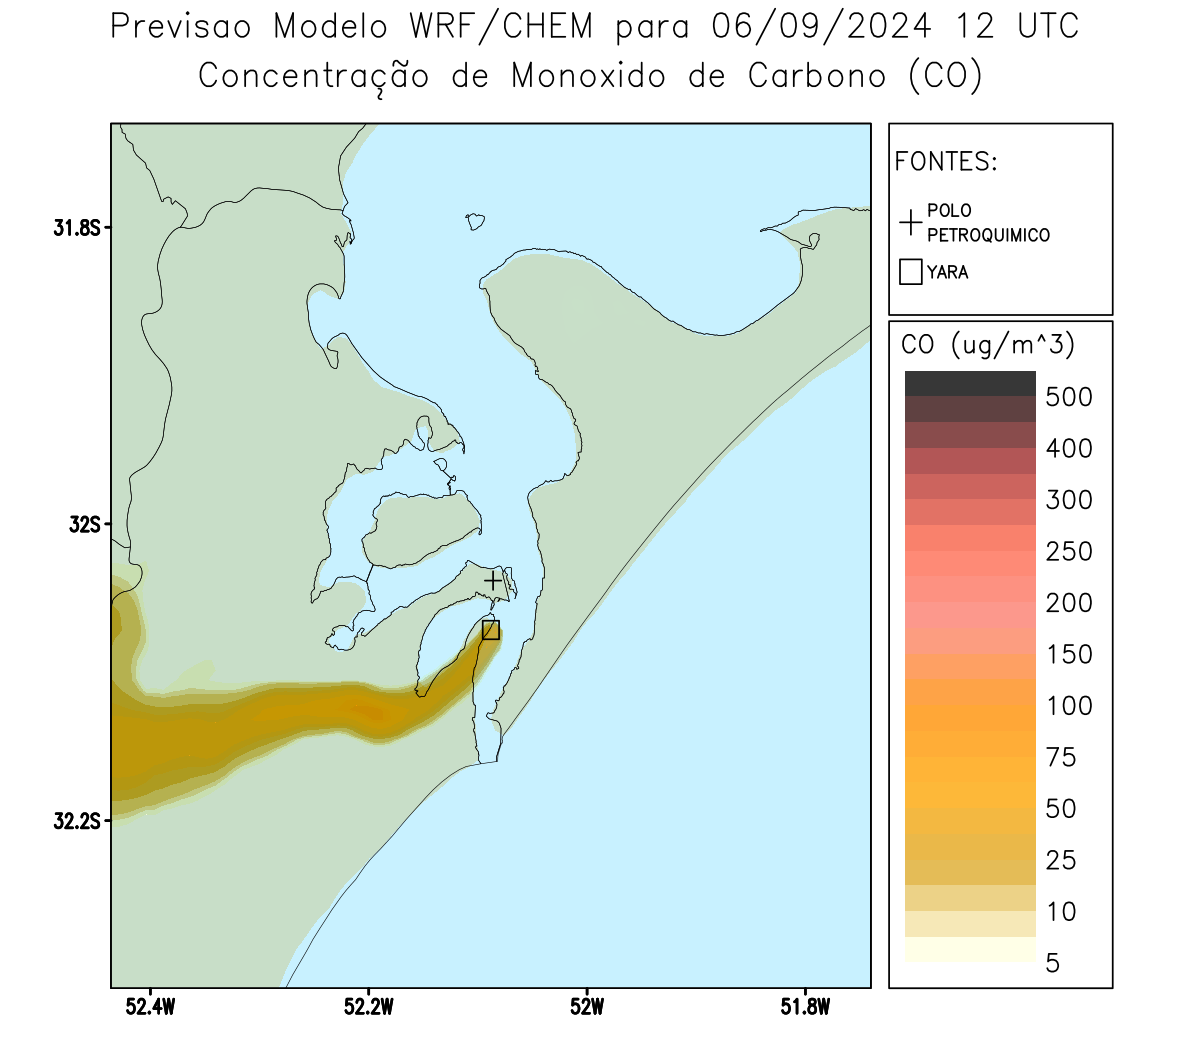 Previsao Modelo WRF/CHEM para 06/09/2024 12 UTC
Concentração de Monoxido de Carbono (CO)
FONTES:
POLO
PETROQUIMICO
YARA
CO (ug/m^3)
500
400
300
250
200
150
100
75
50
25
10
5
31.8S
32S
32.2S
52.4W
52.2W
52W
51.8W